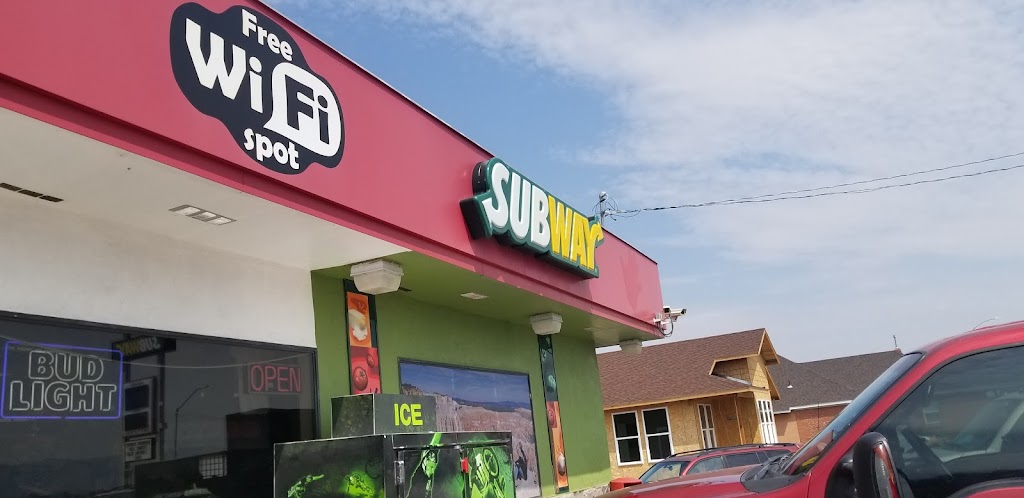 Free
WiFi
spot
SUBWAY
BUD
LIGHT
OPEN
ICE